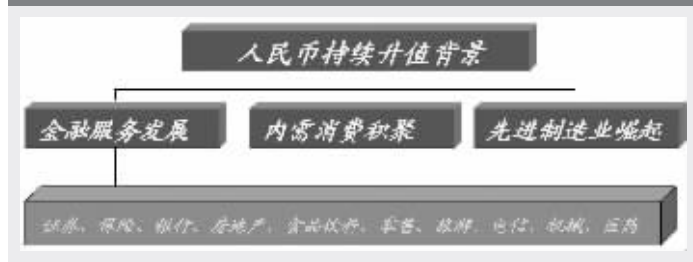 人民币持续升值背景
金融服务发展 内需消费积聚 先进制造业崛起
证券、保险、银行、房地产、食品饮料、零售、旅游、电信、机械、医药